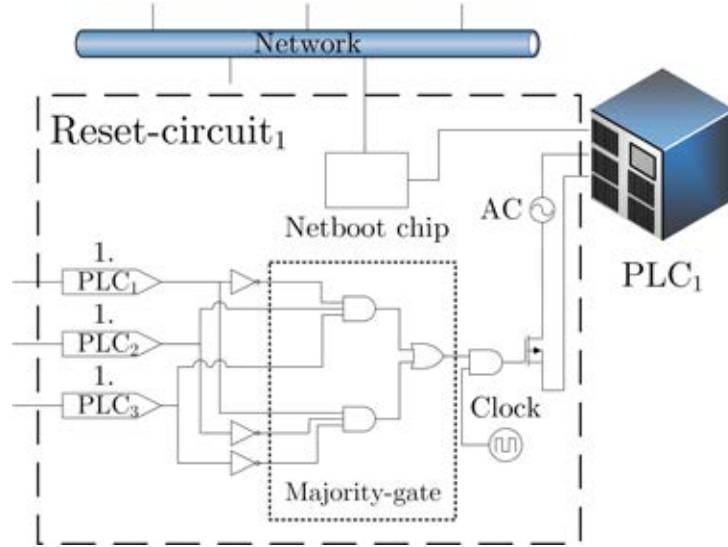 Network
Reset-circuit₁
Netboot chip
AC
PLC₁
1.
PLC₁
1.
PLC₂
1.
PLC₃
Clock
Majority-gate